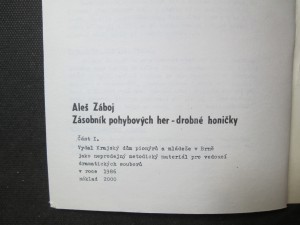 Aleš Záboj
Zásobník pohybových her - drobné honičky
Část I.
Vydal Krajský dům pionýrů a mládeže v Brně
jako neprodejný metodický materiál pro vedoucí
dramatických souborů
v roce 1986
náklad 2000